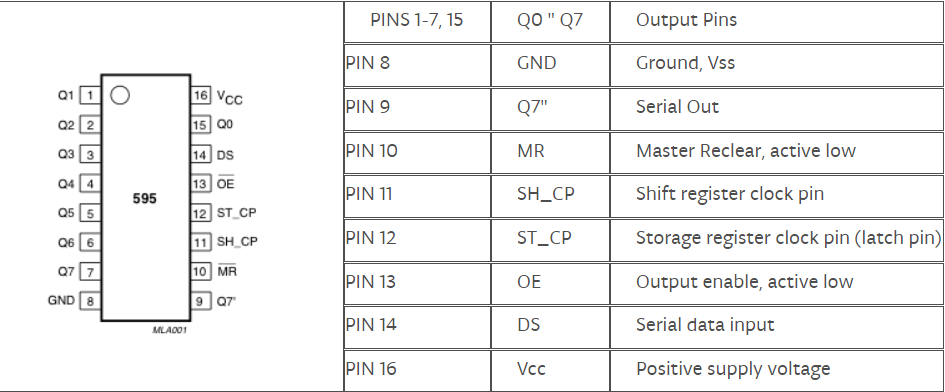 Q1 1 16 VCC
Q2 2 15 Q0
Q3 3 14 DS
Q4 4 13 OE
595
Q5 5 12 ST_CP
Q6 6 11 SH_CP
Q7 7 10 MR
GND 8 9 Q7'
MLA001
PINS 1-7, 15 Q0 " Q7 Output Pins
PIN 8 GND Ground, Vss
PIN 9 Q7" Serial Out
PIN 10 MR Master Reclear, active low
PIN 11 SH_CP Shift register clock pin
PIN 12 ST_CP Storage register clock pin (latch pin)
PIN 13 OE Output enable, active low
PIN 14 DS Serial data input
PIN 16 Vcc Positive supply voltage